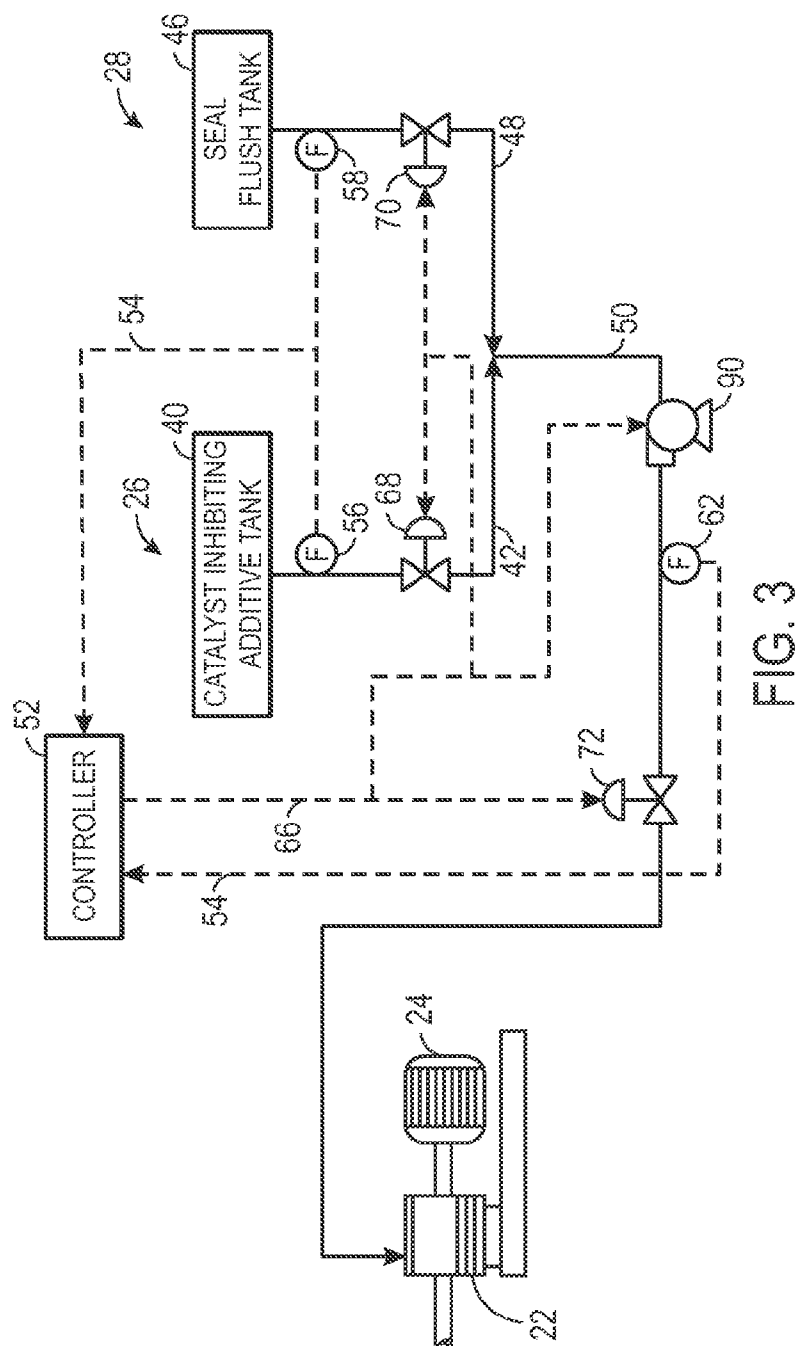 52
CONTROLLER
54
26
40
CATALYST INHIBITING
ADDITIVE TANK
28
46
SEAL
FLUSH TANK
F
56
F
58
68
70
66
54
42
48
50
72
F
62
90
24
22
FIG. 3